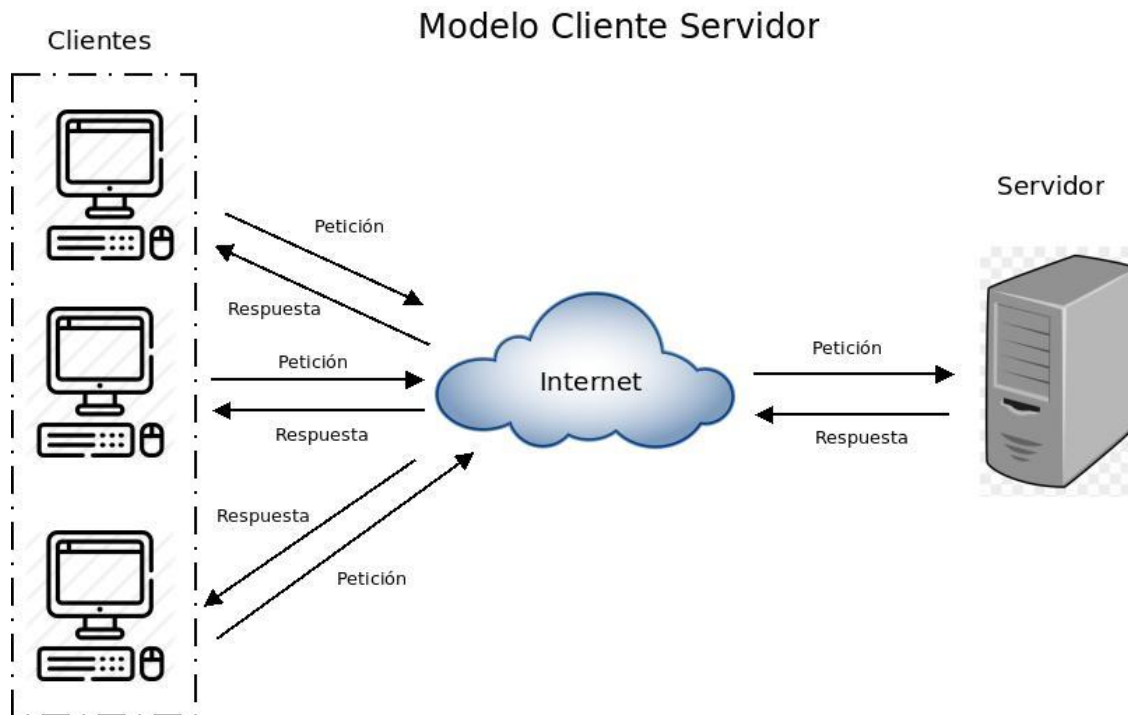 Modelo Cliente Servidor
Clientes
Servidor
Petición
Respuesta
Petición
Respuesta
Respuesta
Petición
Internet
Petición
Respuesta